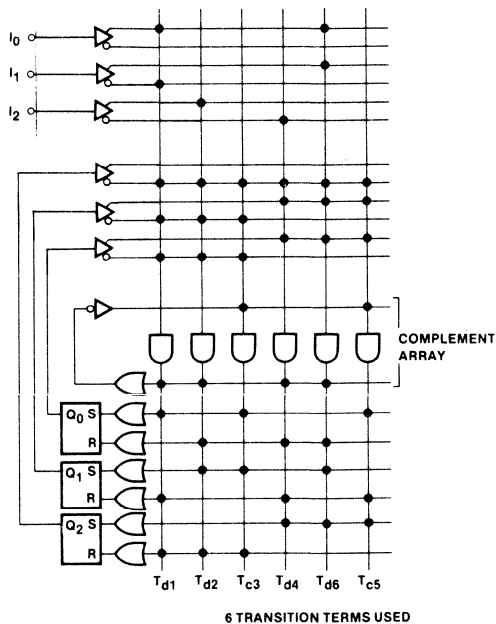 I0
I1
I2
COMPLEMENT
ARRAY
Q0 S
R
Q1 S
R
Q2 S
R
Td1 Td2 Tc3 Td4 Td6 Tc5
6 TRANSITION TERMS USED